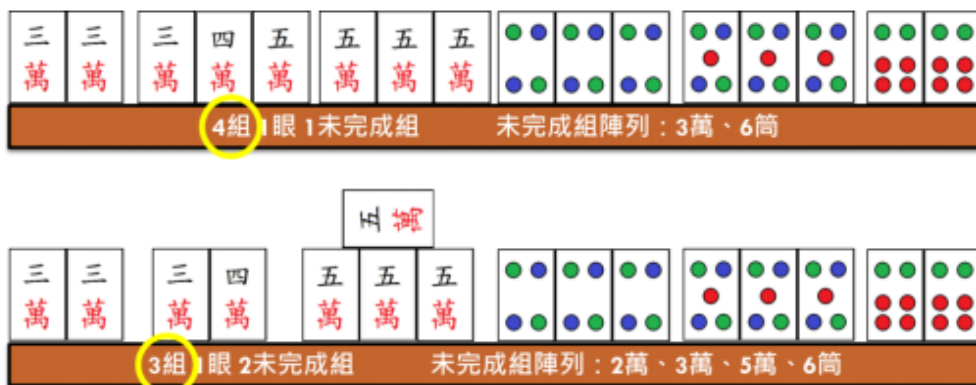 三 三 三 四 五 五 五 五
萬 萬 萬 萬 萬 萬 萬 萬
4組 1眼 1未完成組 未完成組陣列：3萬、6筒
五萬
三 三 三 四 五 五 五
萬 萬 萬 萬 萬 萬 萬
3組 1眼 2未完成組 未完成組陣列：2萬、3萬、5萬、6筒